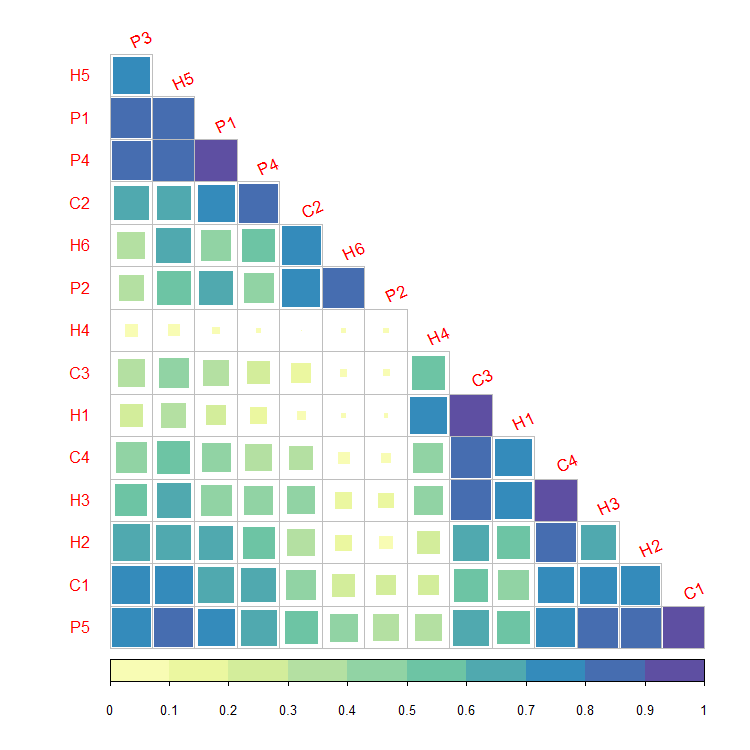 P3
H5 H5
P1 P1
P4 P4
C2 C2
H6 H6
P2 P2
H4 H4
C3 C3
H1 H1
C4 C4
H3 H3
H2 H2
C1 C1
P5
0 0.1 0.2 0.3 0.4 0.5 0.6 0.7 0.8 0.9 1